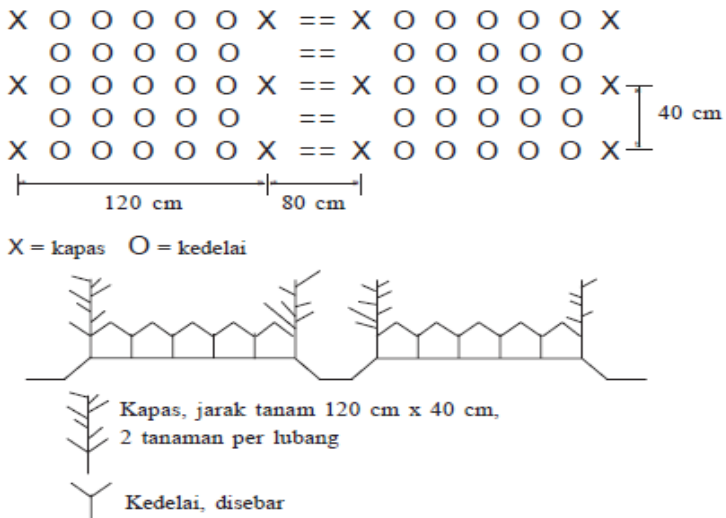 X O O O O O X == X O O O O O X
O O O O O == O O O O O
X O O O O O X == X O O O O O X
O O O O O == O O O O O
X O O O O O X == X O O O O O X
40 cm
120 cm 80 cm
X = kapas O = kedelai
Kapas, jarak tanam 120 cm x 40 cm,
2 tanaman per lubang
Kedelai, disebar